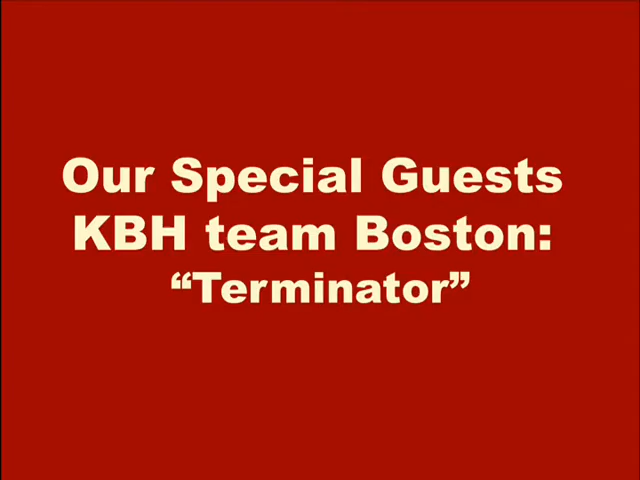 Our Special Guests
KBH team Boston:
“Terminator”